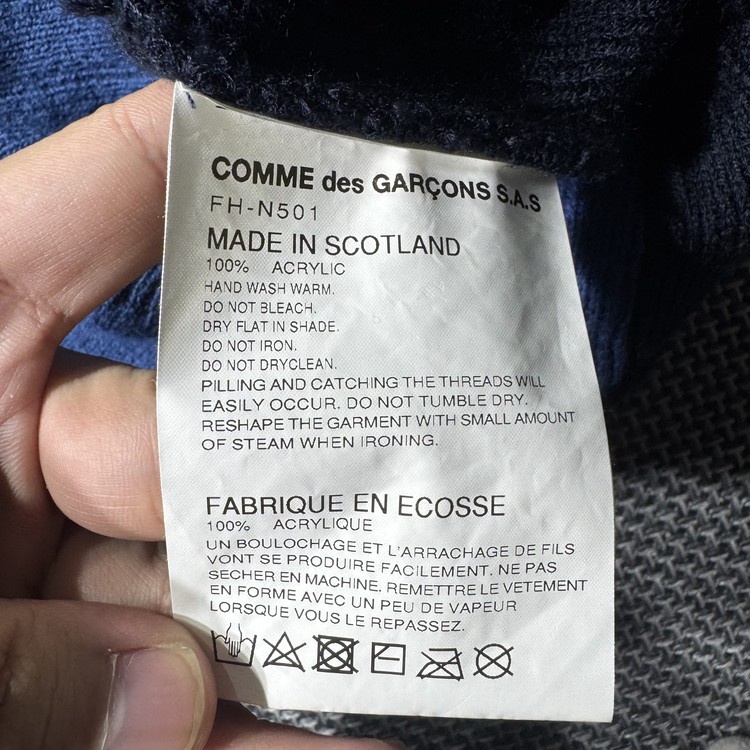 COMME des GARÇONS S.A.S
FH-N501
MADE IN SCOTLAND
100% ACRYLIC
HAND WASH WARM.
DO NOT BLEACH.
DRY FLAT IN SHADE.
DO NOT IRON.
DO NOT DRYCLEAN.
PILLING AND CATCHING THE THREADS WILL
EASILY OCCUR. DO NOT TUMBLE DRY.
RESHAPE THE GARMENT WITH SMALL AMOUNT
OF STEAM WHEN IRONING.
FABRIQUE EN ECOSSE
100% ACRYLIQUE
UN BOULOCHAGE ET L'ARRACHAGE DE FILS
VONT SE PRODUIRE FACILEMENT. NE PAS
SECHER EN MACHINE. REMETTRE LE VETEMENT
EN FORME AVEC UN PEU DE VAPEUR
LORSQUE VOUS LE REPASSEZ.